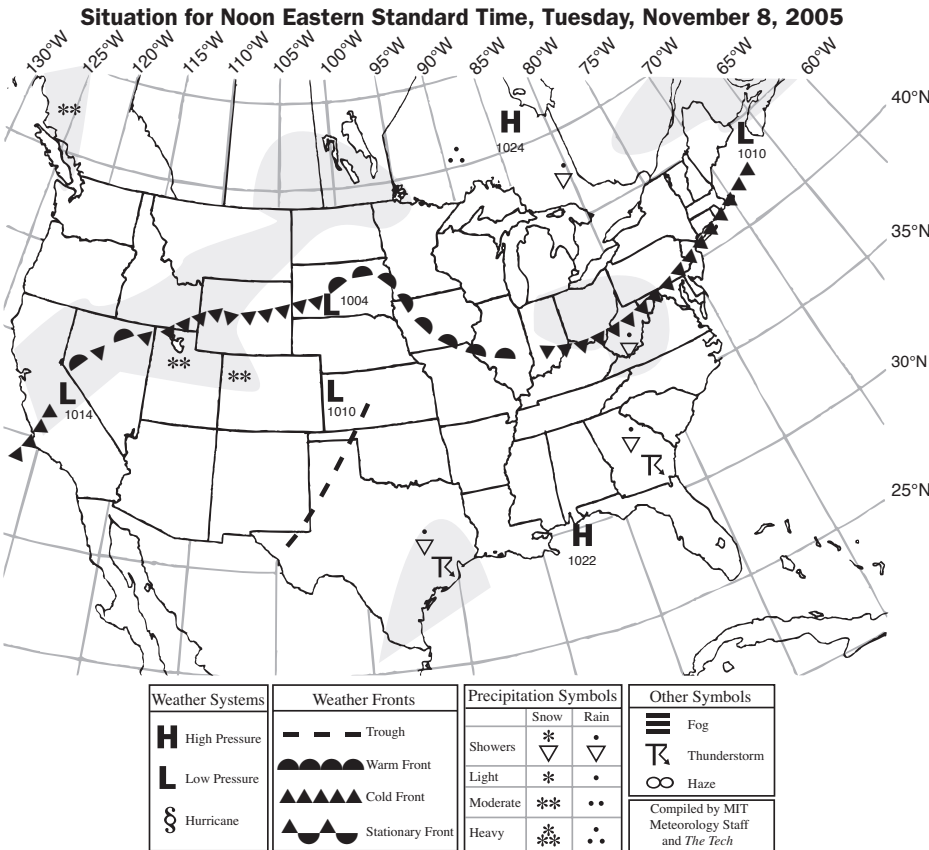 Situation for Noon Eastern Standard Time, Tuesday, November 8, 2005
130°W 125°W 120°W 115°W 110°W 105°W 100°W 95°W 90°W 85°W 80°W 75°W 70°W 65°W 60°W
40°N
35°N
30°N
25°N
**
H
1024
L
1010
L
1004
L
1014
**
**
L
1010
H
1022
Weather Systems
H High Pressure
L Low Pressure
§ Hurricane
Weather Fronts
Trough
Warm Front
Cold Front
Stationary Front
Precipitation Symbols
Snow Rain
Showers
Light
Moderate
Heavy
Other Symbols
Fog
Thunderstorm
Haze
Compiled by MIT
Meteorology Staff
and The Tech